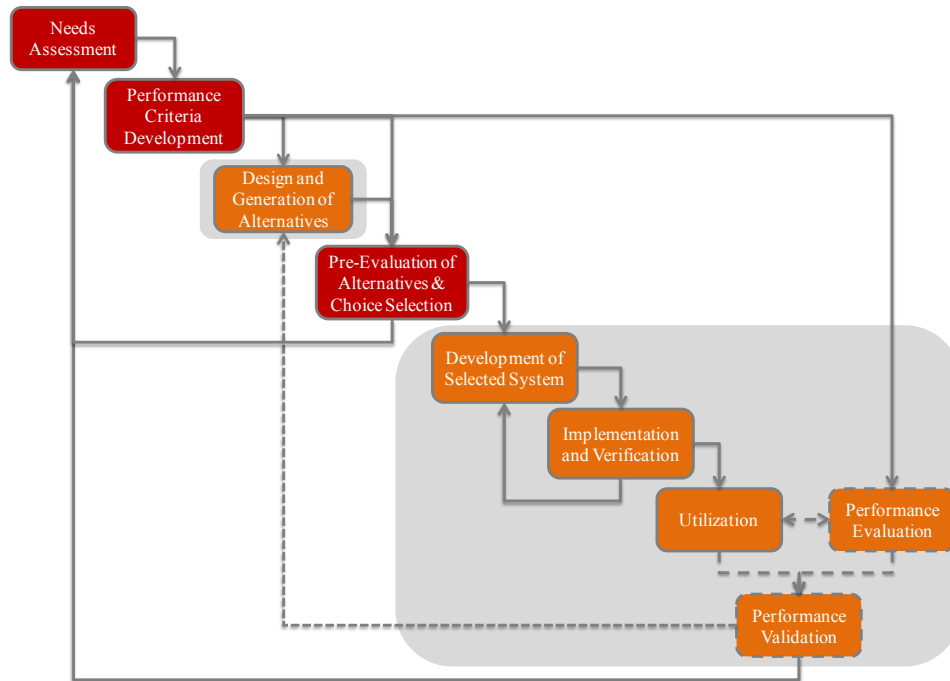 Needs
Assessment
Performance
Criteria
Development
Design and
Generation of
Alternatives
Pre-Evaluation of
Alternatives &
Choice Selection
Development of
Selected System
Implementation
and Verification
Utilization
Performance
Evaluation
Performance
Validation